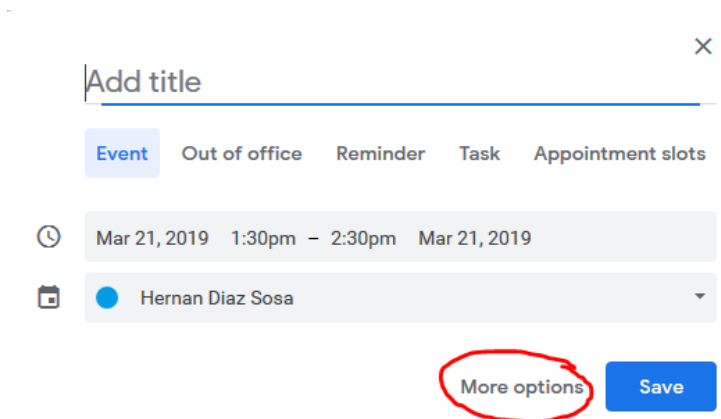 Add title
Event Out of office Reminder Task Appointment slots
Mar 21, 2019 1:30pm – 2:30pm Mar 21, 2019
Hernan Diaz Sosa
More options Save